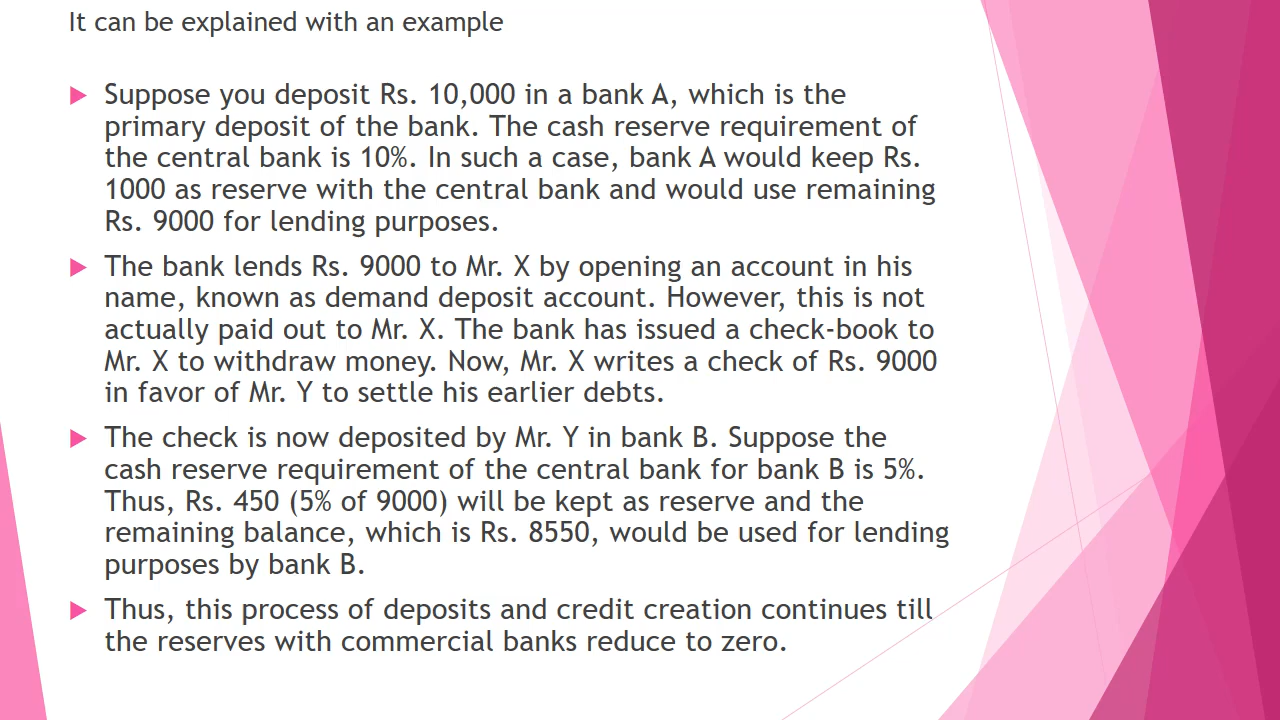 It can be explained with an example
Suppose you deposit Rs. 10,000 in a bank A, which is the
primary deposit of the bank. The cash reserve requirement of
the central bank is 10%. In such a case, bank A would keep Rs.
1000 as reserve with the central bank and would use remaining
Rs. 9000 for lending purposes.
The bank lends Rs. 9000 to Mr. X by opening an account in his
name, known as demand deposit account. However, this is not
actually paid out to Mr. X. The bank has issued a check-book to
Mr. X to withdraw money. Now, Mr. X writes a check of Rs. 9000
in favor of Mr. Y to settle his earlier debts.
The check is now deposited by Mr. Y in bank B. Suppose the
cash reserve requirement of the central bank for bank B is 5%.
Thus, Rs. 450 (5% of 9000) will be kept as reserve and the
remaining balance, which is Rs. 8550, would be used for lending
purposes by bank B.
Thus, this process of deposits and credit creation continues till
the reserves with commercial banks reduce to zero.